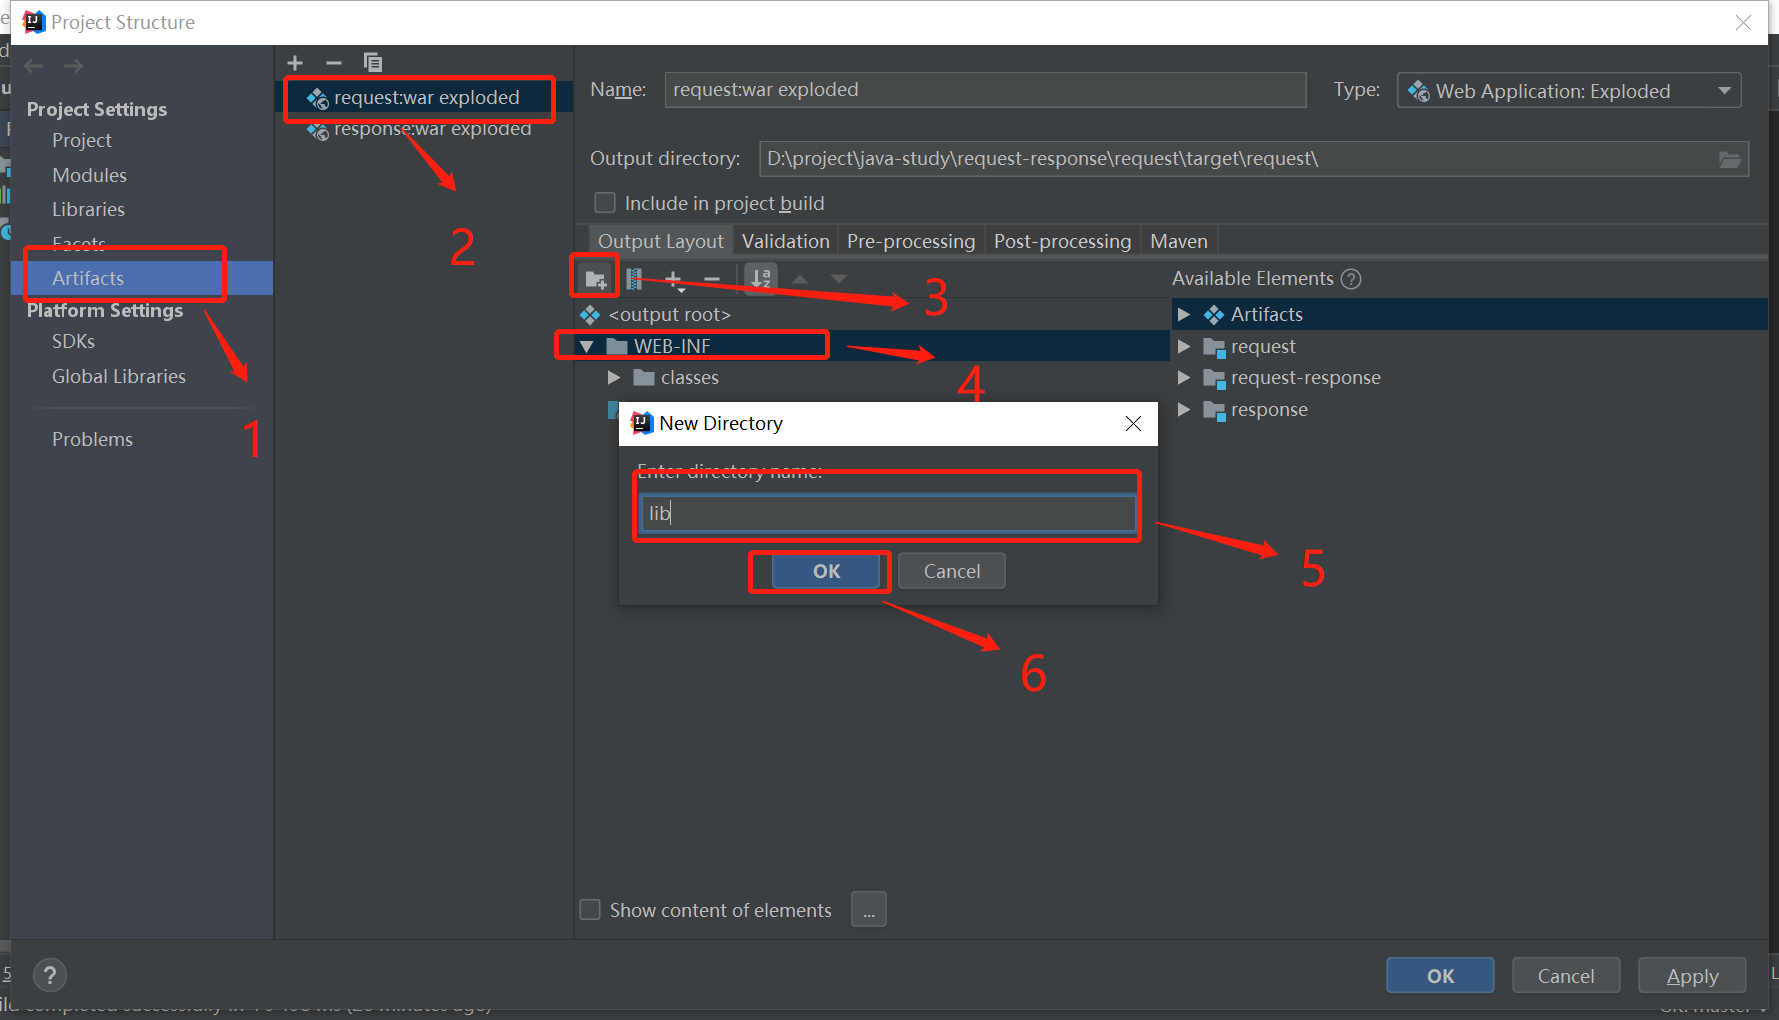 Project Structure
Project Settings
Project
Modules
Libraries
Facets
Artifacts
Platform Settings
SDKs
Global Libraries
Problems
1
request:war exploded
response:war exploded
2
Name: request:war exploded
Type: Web Application: Exploded
Output directory: D:\project\java-study\request-response\request\target\request\
Include in project build
Output Layout Validation Pre-processing Post-processing Maven
3
<output root>
WEB-INF
4
classes
Available Elements ?
Artifacts
request
request-response
response
New Directory
Enter directory name:
lib
5
OK Cancel
6
Show content of elements ...
? OK Cancel Apply